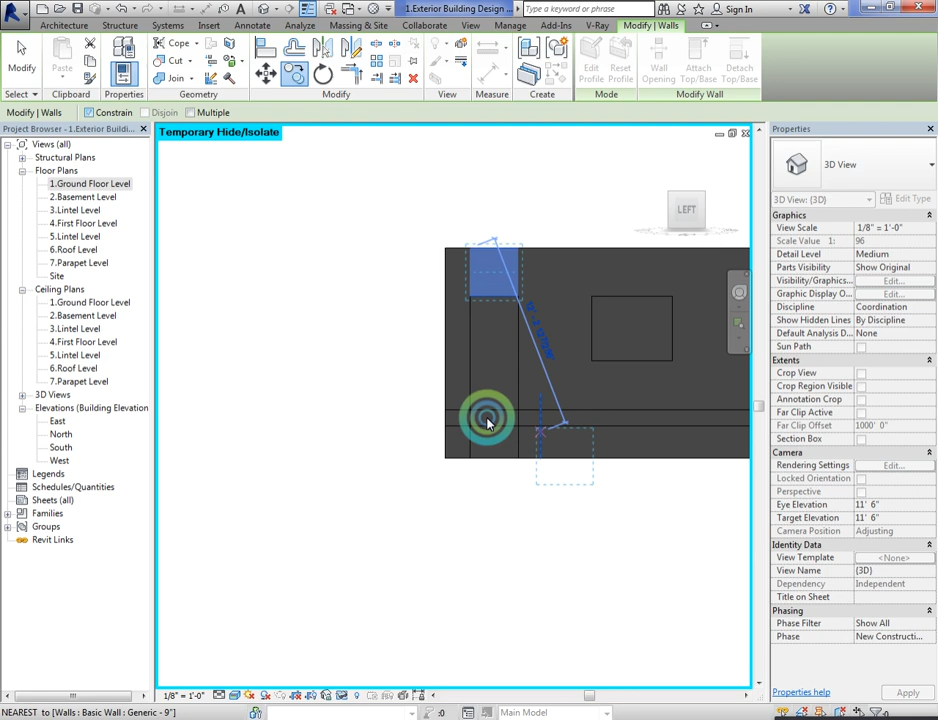 1.Exterior Building Design ...
Type a keyword or phrase
Sign In
Architecture Structure Systems Insert Annotate Analyze Massing & Site Collaborate View Manage Add-Ins V-Ray Modify | Walls
Modify
Paste
Cope
Cut
Join
Edit Profile
Reset Profile
Wall Opening
Attach Top/Base
Detach Top/Base
Select Clipboard Properties Geometry Modify View Measure Create Mode Modify Wall
Modify | Walls Constrain Disjoin Multiple
Project Browser - 1.Exterior Buildi...
Views (all)
Structural Plans
Floor Plans
1.Ground Floor Level
2.Basement Level
3.Lintel Level
4.First Floor Level
5.Lintel Level
6.Roof Level
7.Parapet Level
Site
Ceiling Plans
1.Ground Floor Level
2.Basement Level
3.Lintel Level
4.First Floor Level
5.Lintel Level
6.Roof Level
7.Parapet Level
3D Views
Elevations (Building Elevation
East
North
South
West
Legends
Schedules/Quantities
Sheets (all)
Families
Groups
Revit Links
Temporary Hide/Isolate
LEFT
Properties
3D View
3D View: {3D} Edit Type
Graphics
View Scale 1/8" = 1'-0"
Scale Value 1: 96
Detail Level Medium
Parts Visibility Show Original
Visibility/Graphics... Edit...
Graphic Display O... Edit...
Discipline Coordination
Show Hidden Lines By Discipline
Default Analysis D... None
Sun Path
Extents
Crop View
Crop Region Visible
Annotation Crop
Far Clip Active
Far Clip Offset 1000' 0"
Section Box
Camera
Rendering Settings Edit...
Locked Orientation
Perspective
Eye Elevation 11' 6"
Target Elevation 11' 6"
Camera Position Adjusting
Identity Data
View Template <None>
View Name {3D}
Dependency Independent
Title on Sheet
Phasing
Phase Filter Show All
Phase New Constructi...
Properties help Apply
1/8" = 1'-0"
NEAREST to [Walls : Basic Wall : Generic - 9"]
:0
Main Model
:0